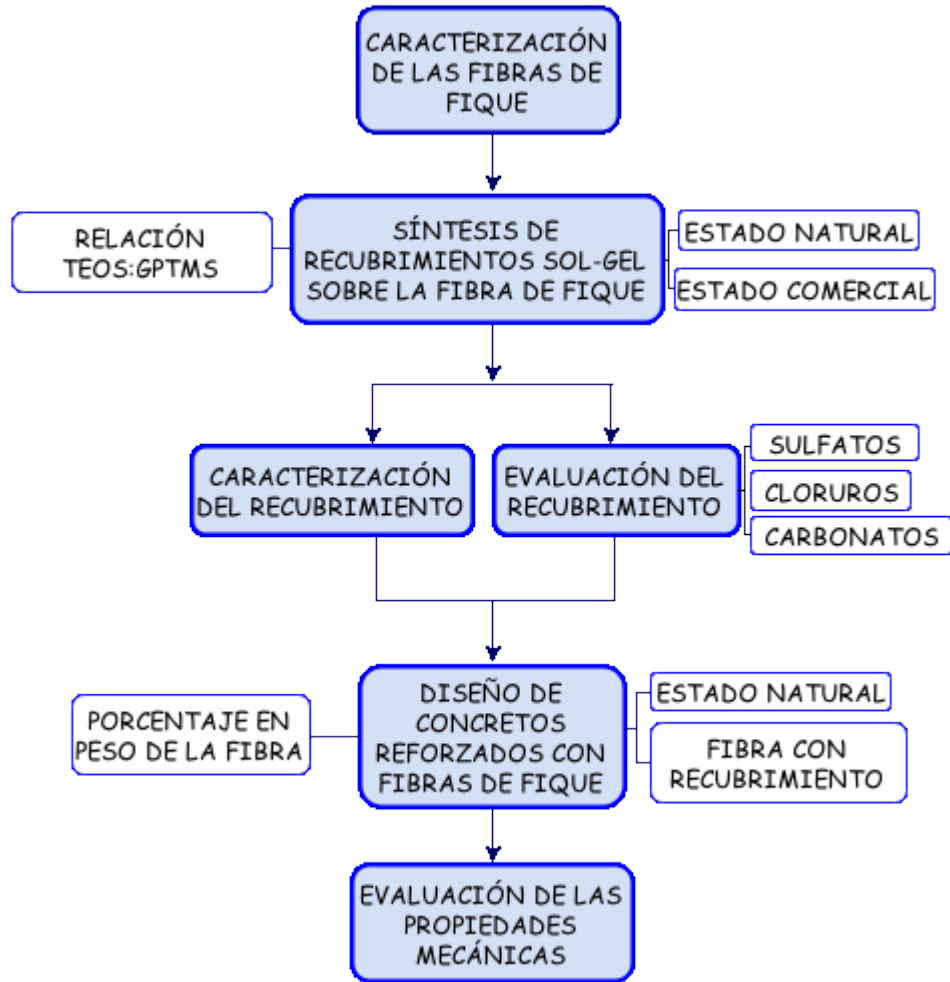 CARACTERIZACIÓN
DE LAS FIBRAS DE
FIQUE
RELACIÓN
TEOS:GPTMS
SÍNTESIS DE
RECUBRIMIENTOS SOL-GEL
SOBRE LA FIBRA DE FIQUE
ESTADO NATURAL
ESTADO COMERCIAL
CARACTERIZACIÓN
DEL RECUBRIMIENTO
EVALUACIÓN DEL
RECUBRIMIENTO
SULFATOS
CLORUROS
CARBONATOS
PORCENTAJE EN
PESO DE LA FIBRA
DISEÑO DE
CONCRETOS
REFORZADOS CON
FIBRAS DE FIQUE
ESTADO NATURAL
FIBRA CON
RECUBRIMIENTO
EVALUACIÓN DE LAS
PROPIEDADES
MECÁNICAS